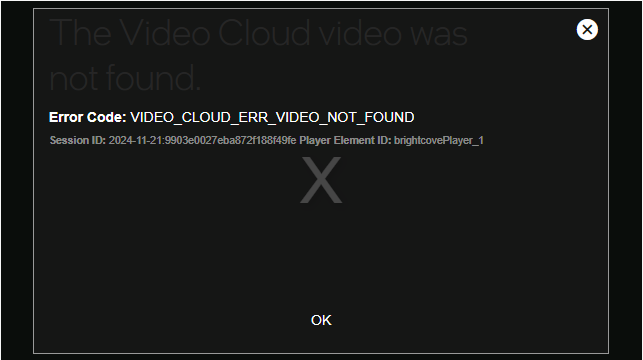 The Video Cloud video was
not found.
Error Code: VIDEO_CLOUD_ERR_VIDEO_NOT_FOUND
Session ID: 2024-11-21:9903e0027eba872f188f49fe Player Element ID: brightcovePlayer_1
X
OK